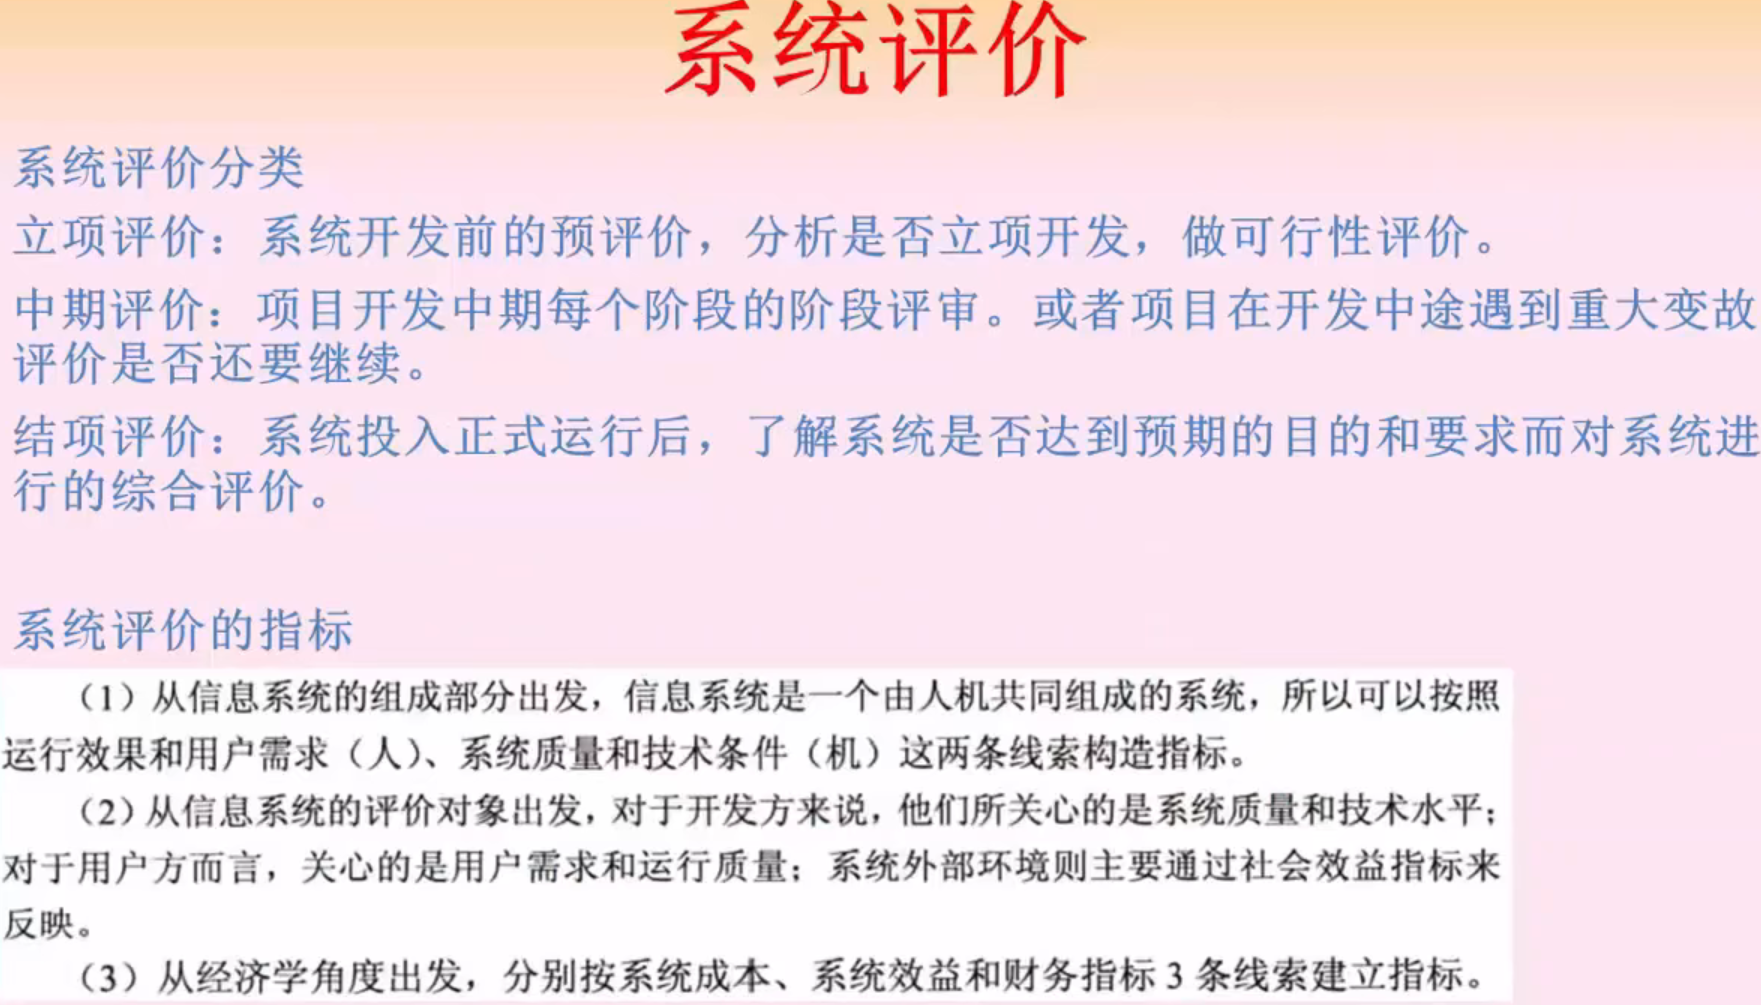 系统评价
系统评价分类
立项评价：系统开发前的预评价，分析是否立项开发，做可行性评价。
中期评价：项目开发中期每个阶段的阶段评审。或者项目在开发中途遇到重大变故
评价是否还要继续。
结项评价：系统投入正式运行后，了解系统是否达到预期的目的和要求而对系统进
行的综合评价。
系统评价的指标
（1）从信息系统的组成部分出发，信息系统是一个由人机共同组成的系统，所以可以按照
运行效果和用户需求（人）、系统质量和技术条件（机）这两条线索构造指标。
（2）从信息系统的评价对象出发，对于开发方来说，他们所关心的是系统质量和技术水平；
对于用户方而言，关心的是用户需求和运行质量；系统外部环境则主要通过社会效益指标来
反映。
（3）从经济学角度出发，分别按系统成本、系统效益和财务指标 3 条线索建立指标。